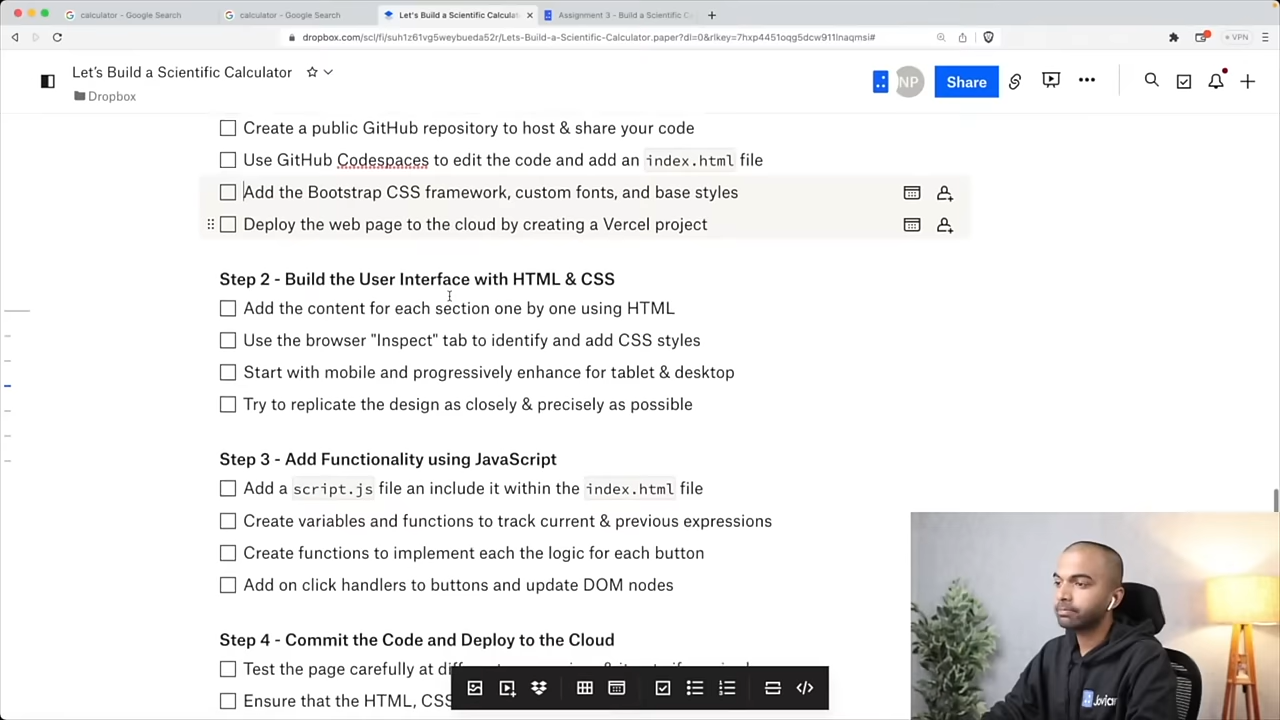 calculator - Google Search
calculator - Google Search
Let's Build a Scientific Calculat
Assignment 3 - Build a Scientific C
dropbox.com/scl/fi/suh1z61vg5weybueda52r/Lets-Build-a-Scientific-Calculator.paper?dl=0&rlkey=7hxp4451oqg5dcw911lnaqmsi#
VPN
Let's Build a Scientific Calculator
Dropbox
NP
Share
Create a public GitHub repository to host & share your code
Use GitHub Codespaces to edit the code and add an index.html file
Add the Bootstrap CSS framework, custom fonts, and base styles
Deploy the web page to the cloud by creating a Vercel project
Step 2 - Build the User Interface with HTML & CSS
Add the content for each section one by one using HTML
Use the browser "Inspect" tab to identify and add CSS styles
Start with mobile and progressively enhance for tablet & desktop
Try to replicate the design as closely & precisely as possible
Step 3 - Add Functionality using JavaScript
Add a script.js file an include it within the index.html file
Create variables and functions to track current & previous expressions
Create functions to implement each the logic for each button
Add on click handlers to buttons and update DOM nodes
Step 4 - Commit the Code and Deploy to the Cloud
Test the page carefully at
Ensure that the HTML, CSS
Jovian